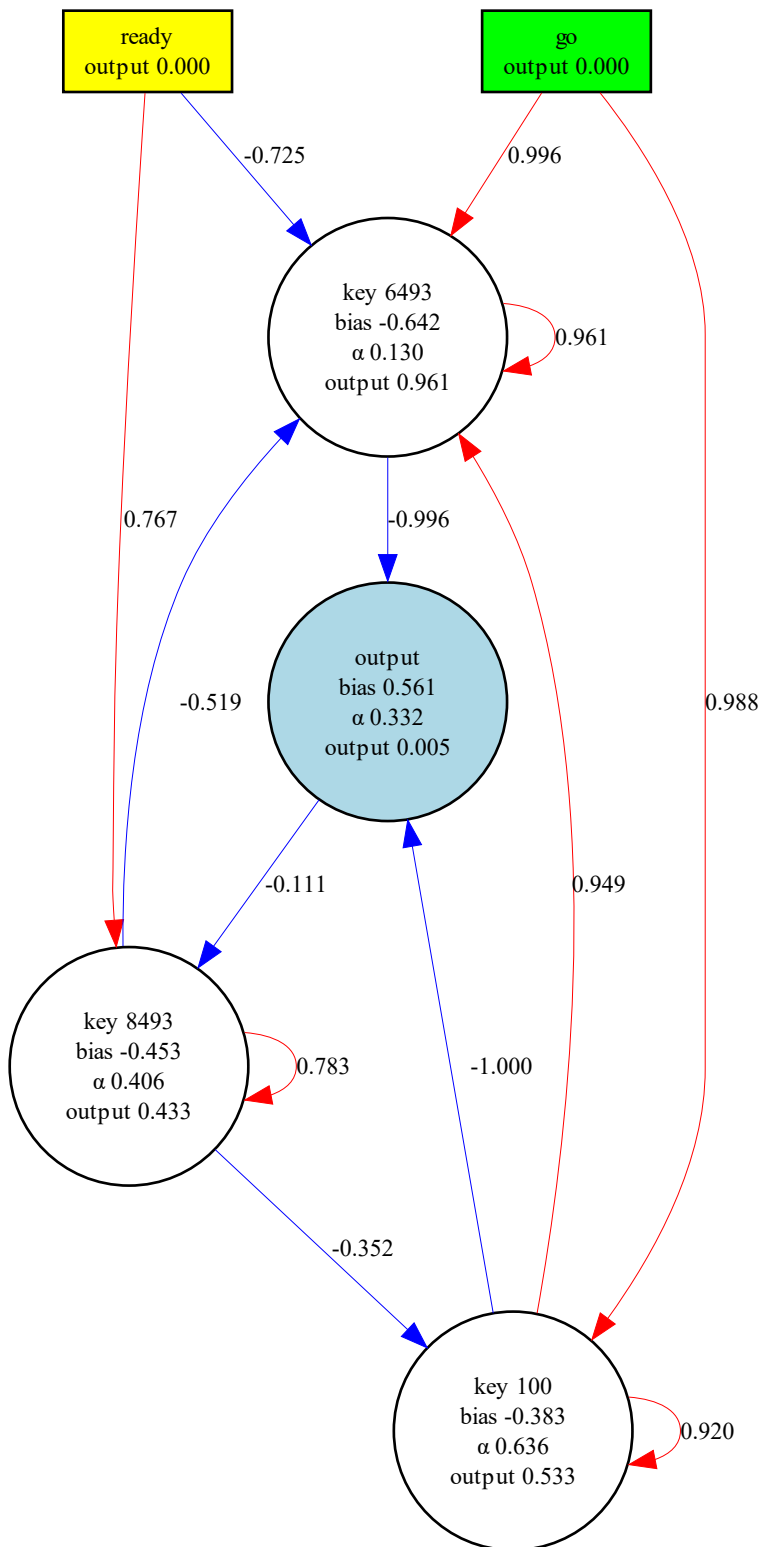 ready
output 0.000
go
output 0.000
-0.725
0.996
key 6493
bias -0.642
α 0.130
output 0.961
0.961
0.767
-0.996
output
bias 0.561
α 0.332
output 0.005
-0.519
0.988
-0.111
0.949
key 8493
bias -0.453
α 0.406
output 0.433
0.783
-1.000
-0.352
key 100
bias -0.383
α 0.636
output 0.533
0.920